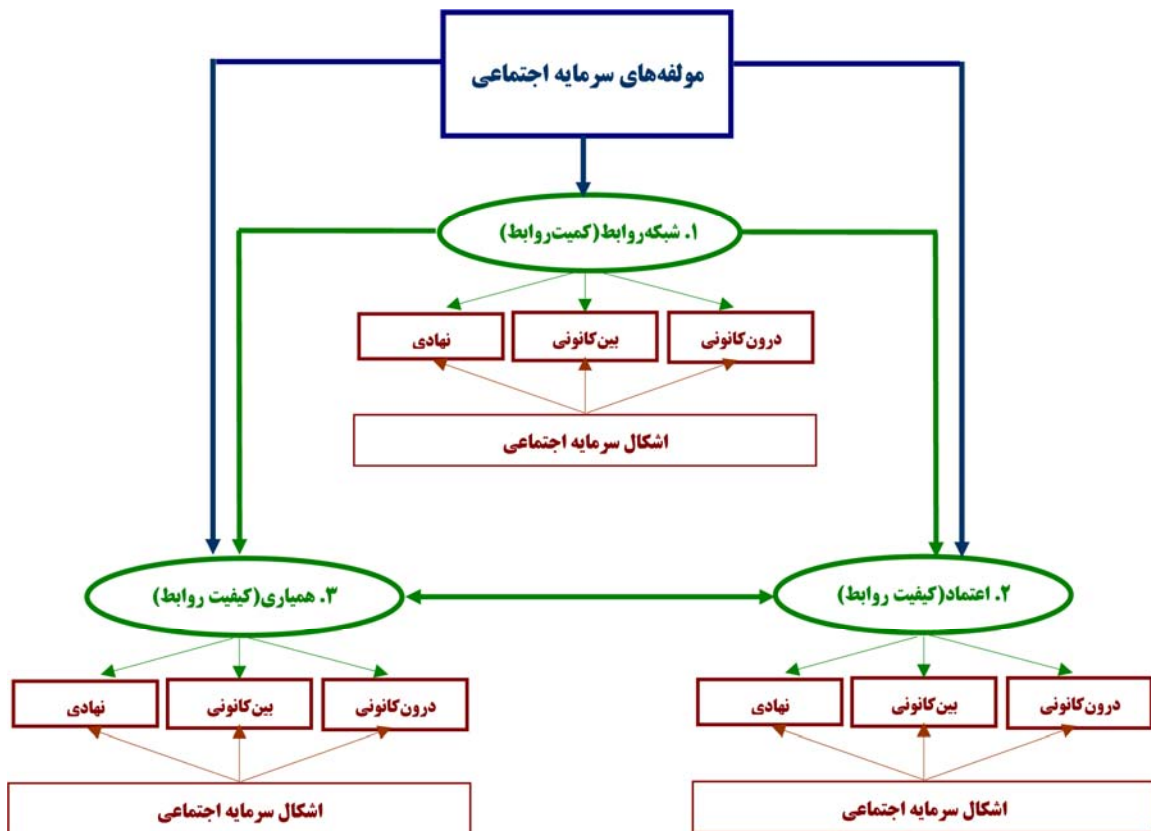 مولفه‌های سرمایه اجتماعی
۱. شبکه‌روابط(کمیت‌روابط)
درون‌کانونی
بین‌کانونی
نهادی
اشکال سرمایه اجتماعی
۲. اعتماد(کیفیت روابط)
۳. همیاری(کیفیت روابط)
درون‌کانونی
بین‌کانونی
نهادی
درون‌کانونی
بین‌کانونی
نهادی
اشکال سرمایه اجتماعی
اشکال سرمایه اجتماعی